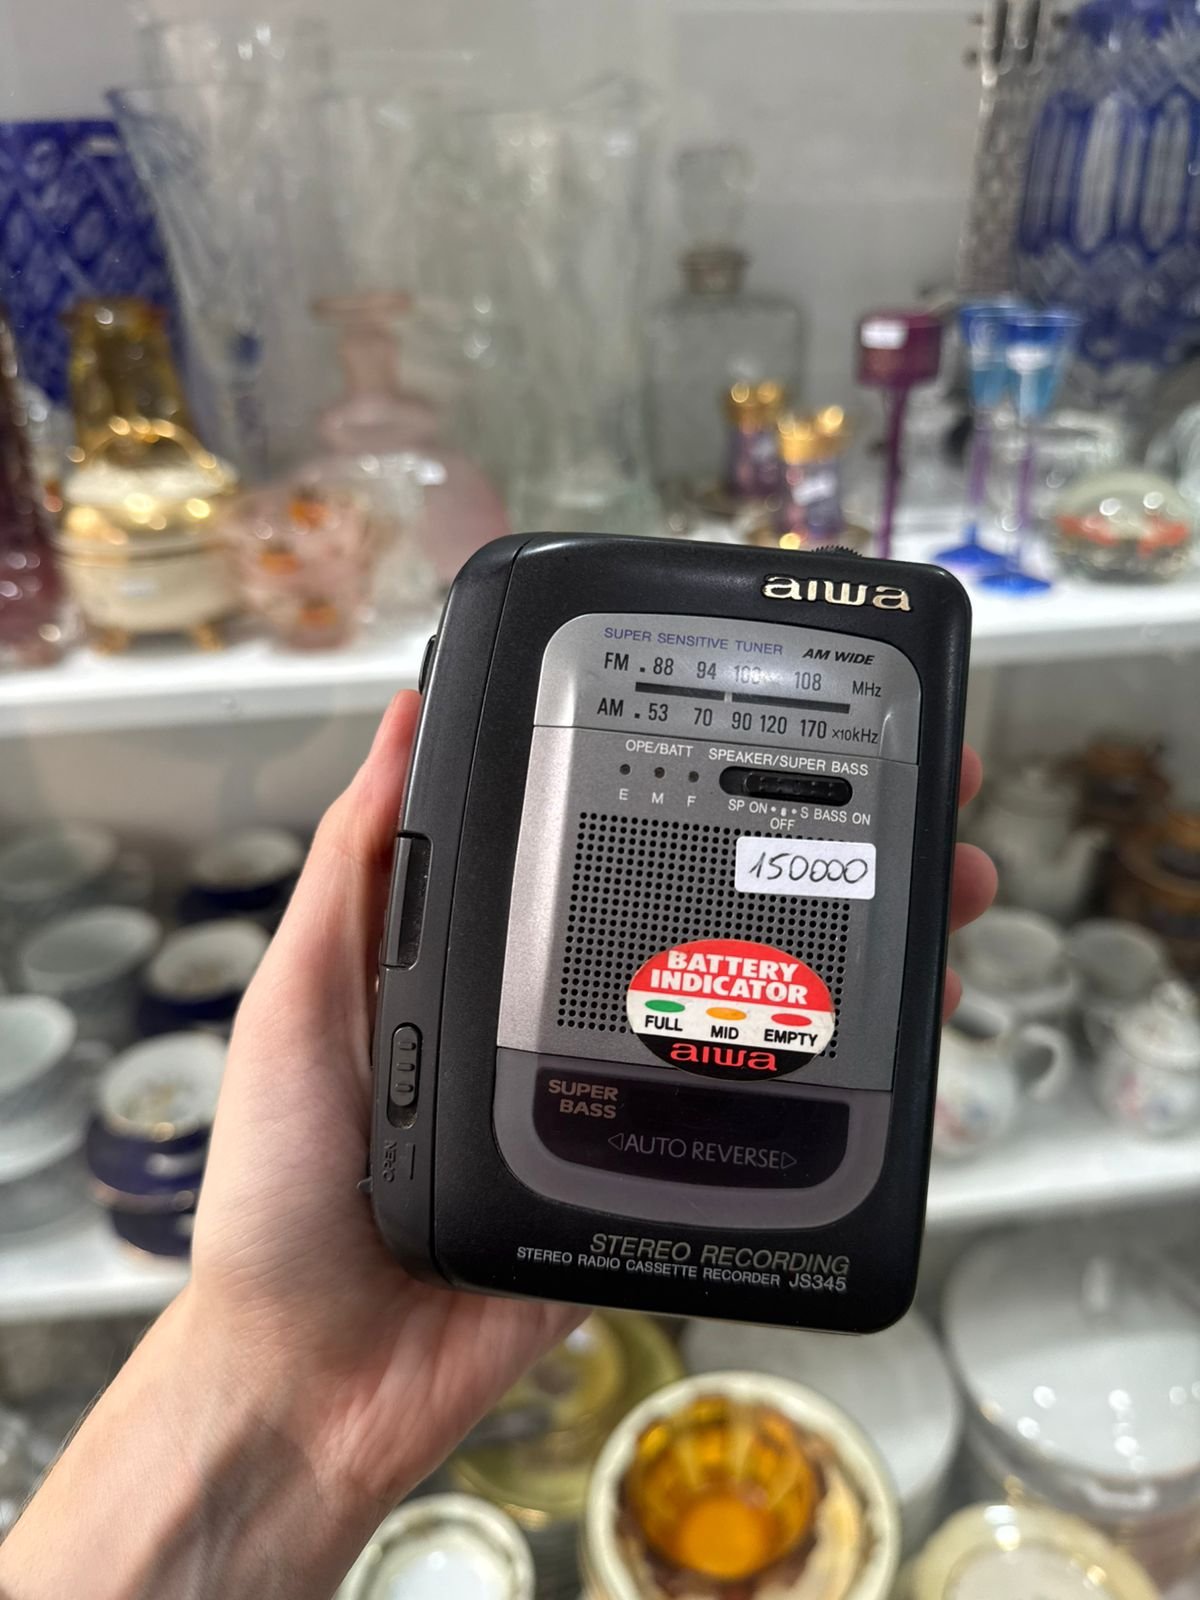 aiwa
SUPER SENSITIVE TUNER AM WIDE
FM . 88 94 103 108 MHz
AM . 53 70 90 120 170 x10kHz
OPE/BATT SPEAKER/SUPER BASS
E M F
SP ON • • • S BASS ON
OFF
150000
BATTERY
INDICATOR
FULL MID EMPTY
aiwa
SUPER
BASS
◁AUTO REVERSE▷
OPEN
STEREO RECORDING
STEREO RADIO CASSETTE RECORDER JS345